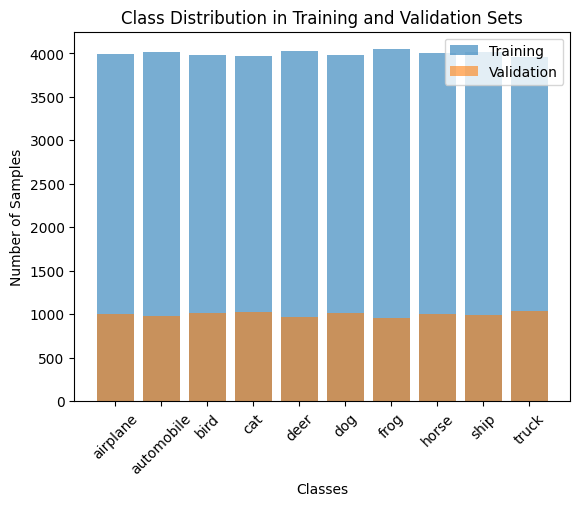 Class Distribution in Training and Validation Sets
Training
Validation
Number of Samples
4000
3500
3000
2500
2000
1500
1000
500
0
airplane
automobile
bird
cat
deer
dog
frog
horse
ship
truck
Classes